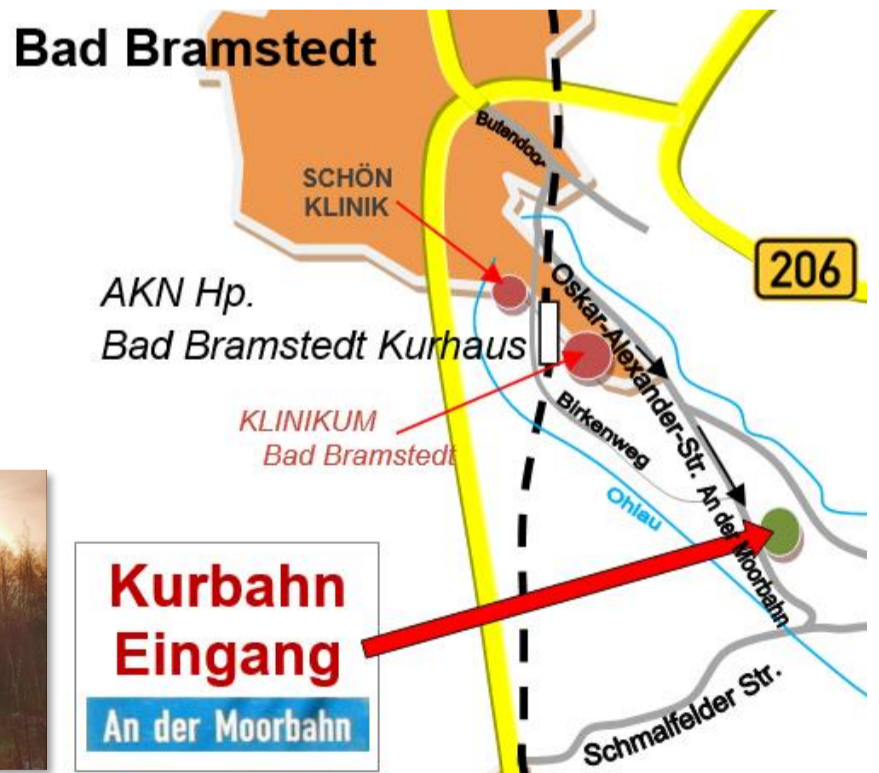 Bad Bramstedt
Butendoor
SCHÖN
KLINIK
206
AKN Hp.
Bad Bramstedt Kurhaus
Oskar-Alexander-Str.
KLINIKUM
Bad Bramstedt
Birkenweg
Ohlau
An der Moorbahn
Kurbahn
Eingang
An der Moorbahn
Schmalfelder Str.